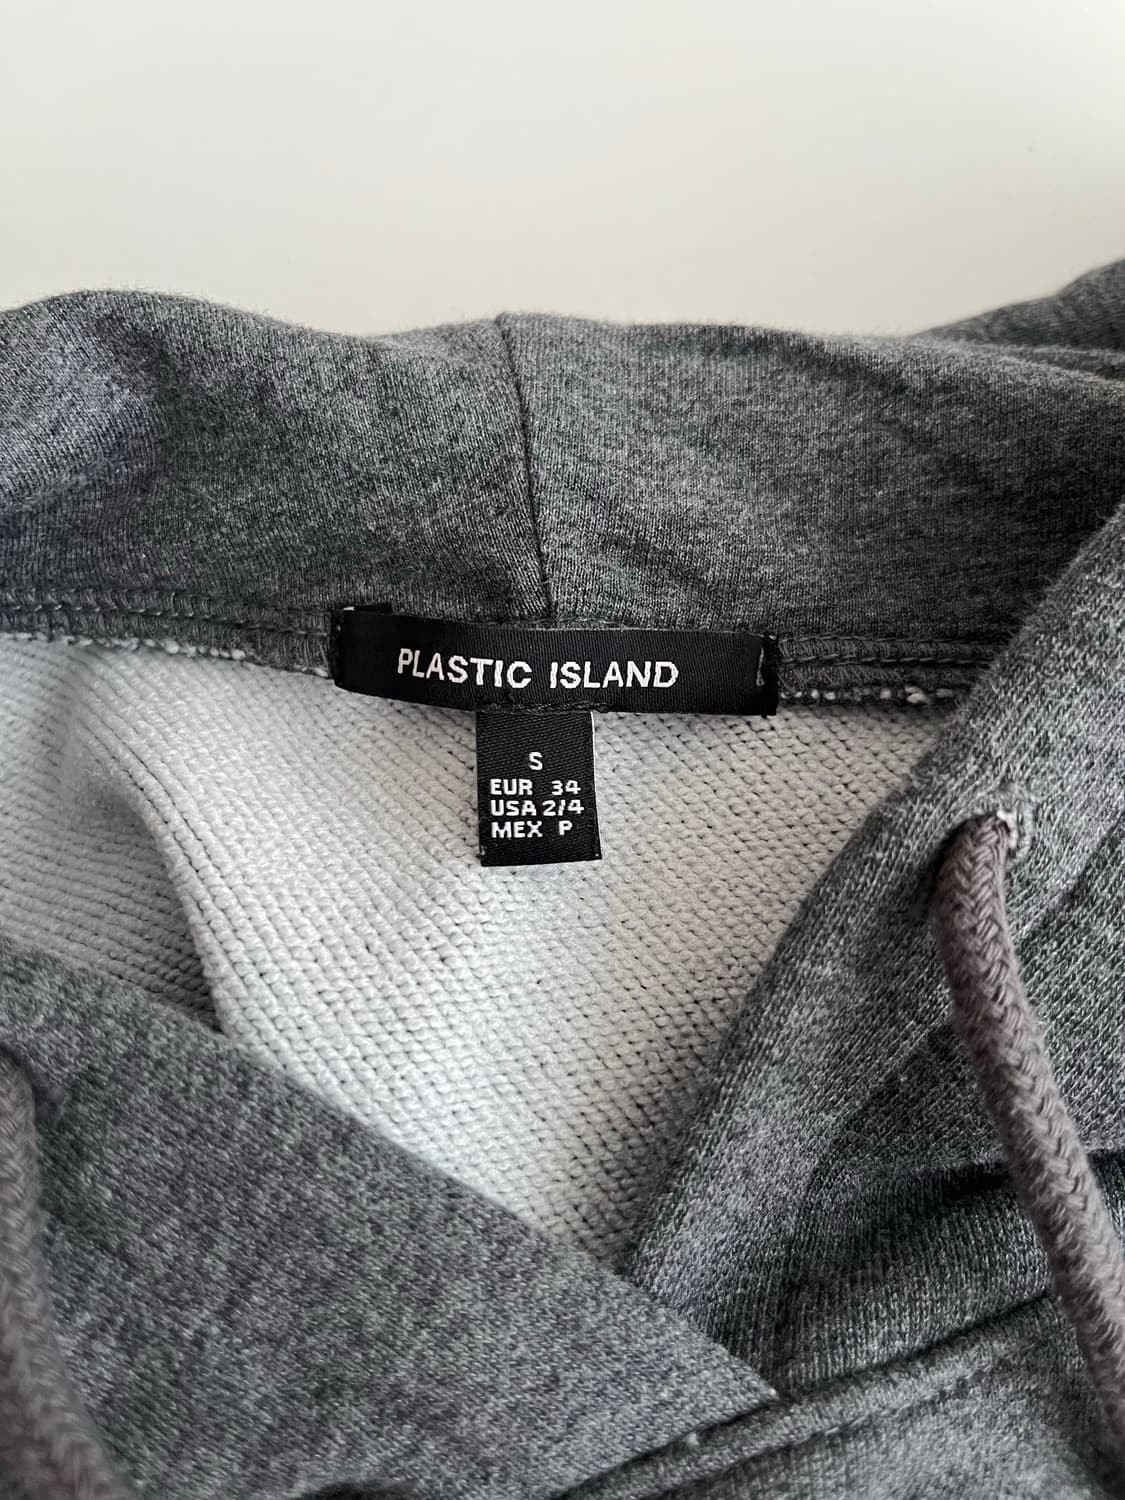 PLASTIC ISLAND
S
EUR 34
USA 2/4
MEX P